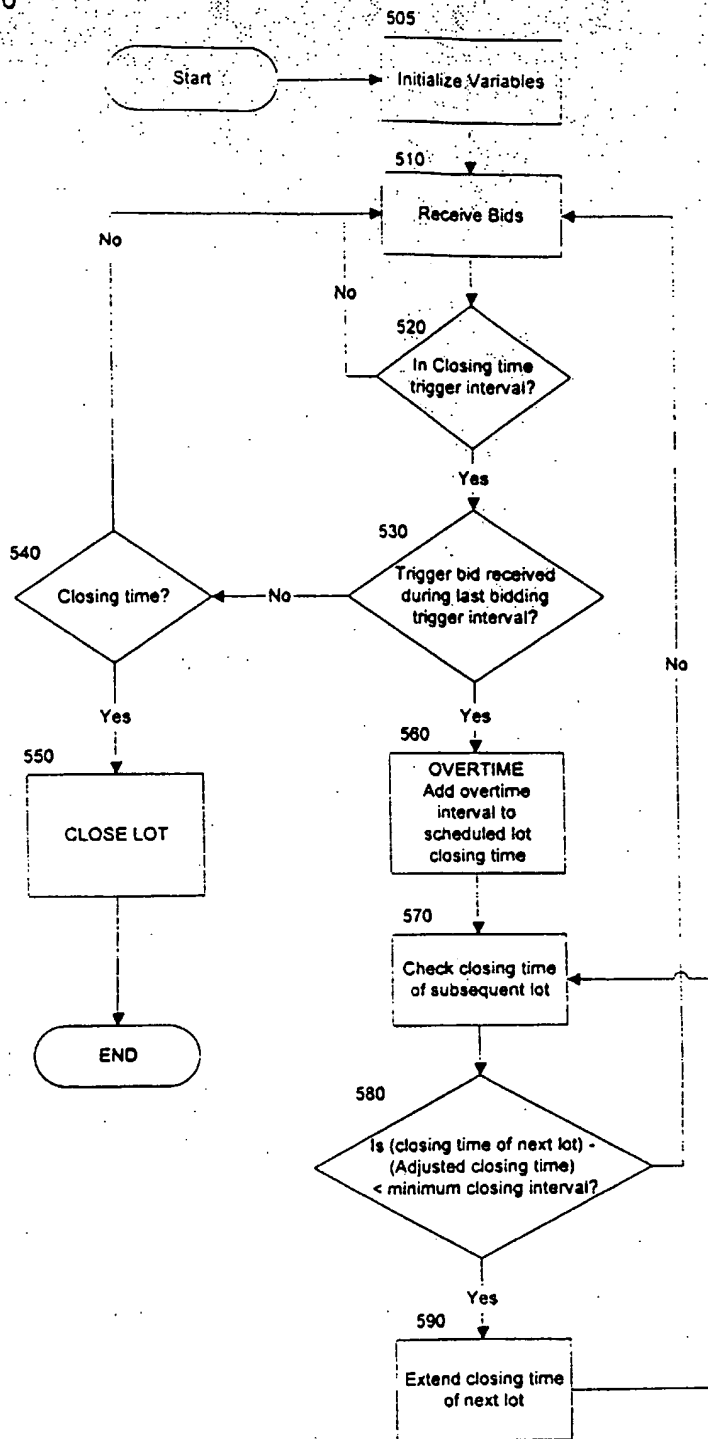 505
Start
Initialize Variables
510
Receive Bids
No
No
520
In Closing time
trigger interval?
Yes
530
Trigger bid received
during last bidding
trigger interval?
540
Closing time?
No
No
Yes
Yes
550
CLOSE LOT
560
OVERTIME
Add overtime
interval to
scheduled lot
closing time
570
Check closing time
of subsequent lot
END
580
Is (closing time of next lot) -
(Adjusted closing time)
< minimum closing interval?
Yes
590
Extend closing time
of next lot